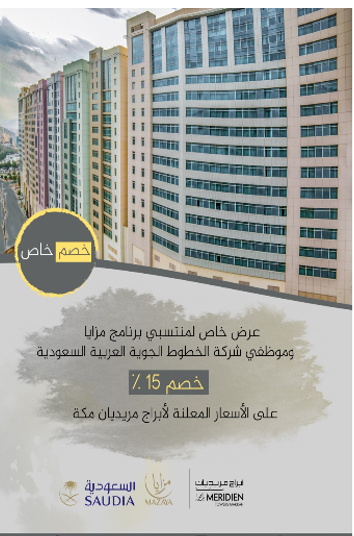 خصم خاص
عرض خاص لمنتسبي برنامج مزايا
وموظفي شركة الخطوط الجوية العربية السعودية
خصم 15 ٪
على الأسعار المعلنة لأبراج مريديان مكة
السعودية
SAUDIA
مزايا
MAZAYA
ابراج مريديان
LE MERIDIEN